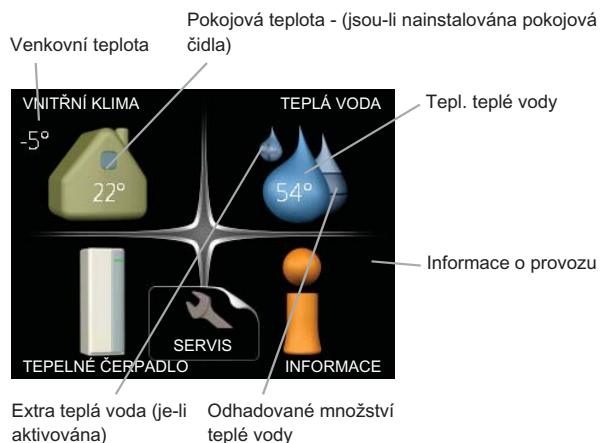 Pokojová teplota - (jsou-li nainstalována pokojová
čidla)
Venkovní teplota
VNITŘNÍ KLIMA
TEPLÁ VODA
Tepl. teplé vody
-5°
22°
54°
Informace o provozu
SERVIS
TEPELNÉ ČERPADLO
INFORMACE
Extra teplá voda (je-li
aktivována)
Odhadované množství
teplé vody